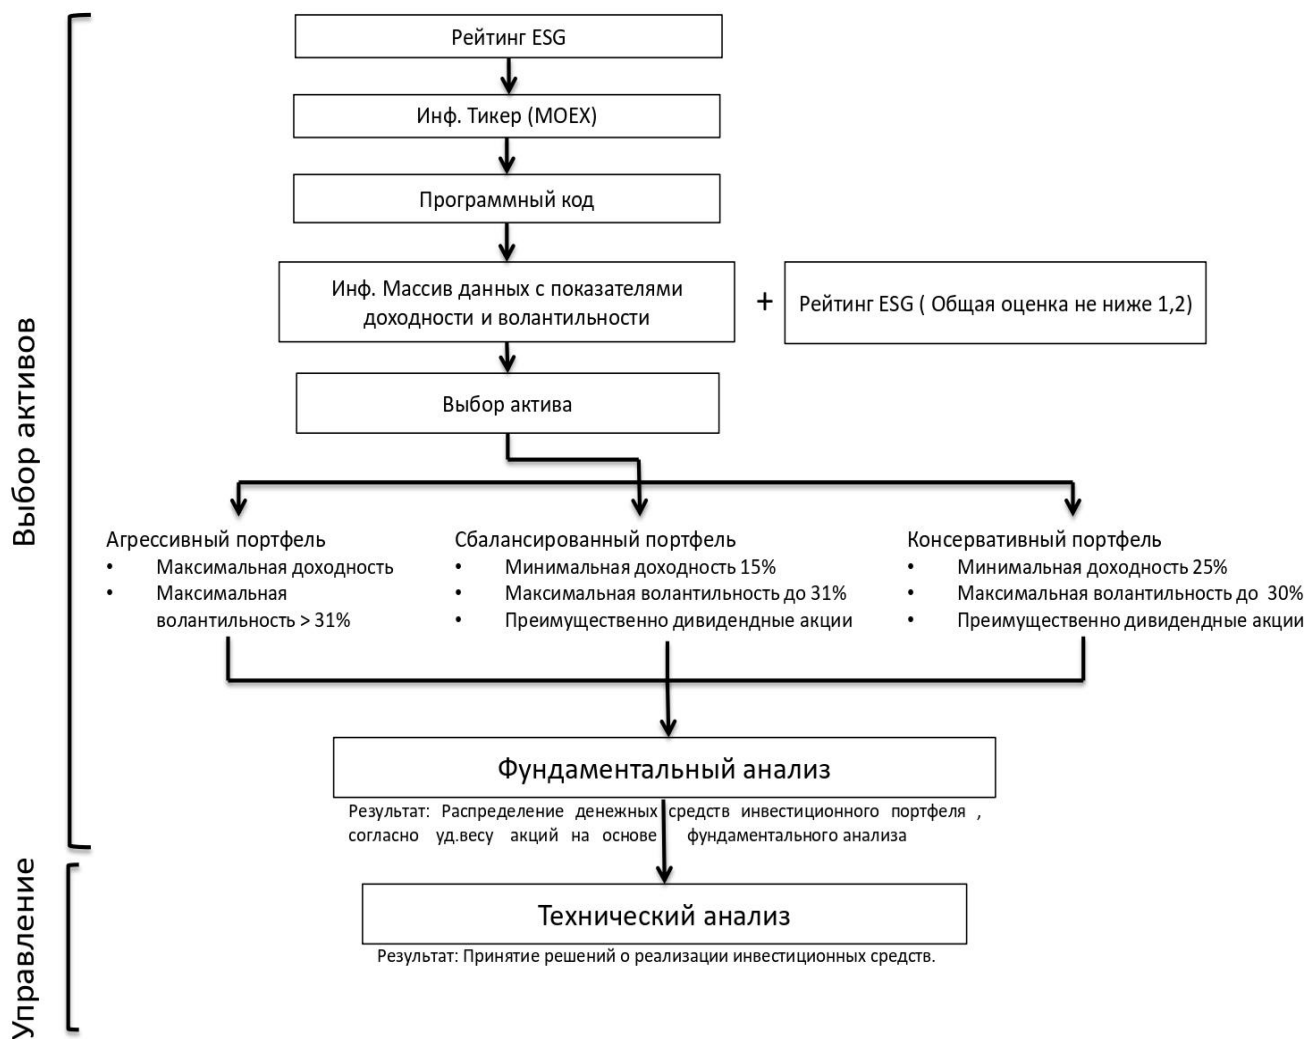 Рейтинг ESG
Инф. Тикер (MOEX)
Программный код
Инф. Массив данных с показателями
доходности и волантильности
+
Рейтинг ESG ( Общая оценка не ниже 1,2)
Выбор актива
Выбор активов
Агрессивный портфель
• Максимальная доходность
• Максимальная
волантильность > 31%
Сбалансированный портфель
• Минимальная доходность 15%
• Максимальная волантильность до 31%
• Преимущественно дивидендные акции
Консервативный портфель
• Минимальная доходность 25%
• Максимальная волантильность до 30%
• Преимущественно дивидендные акции
Фундаментальный анализ
Результат: Распределение денежных средств инвестиционного портфеля ,
согласно уд.весу акций на основе фундаментального анализа
Управление
Технический анализ
Результат: Принятие решений о реализации инвестиционных средств.